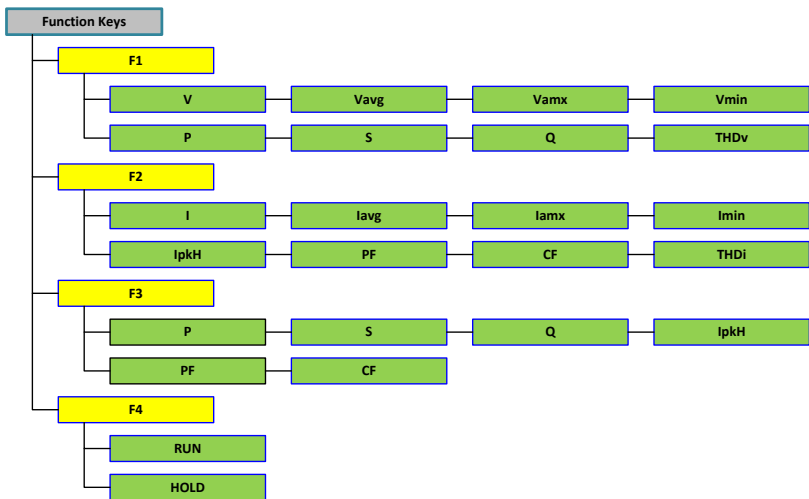 Function Keys
F1
V Vavg Vamx Vmin
P S Q THDv
F2
I Iavg Iamx Imin
IpkH PF CF THDi
F3
P S Q IpkH
PF CF
F4
RUN
HOLD